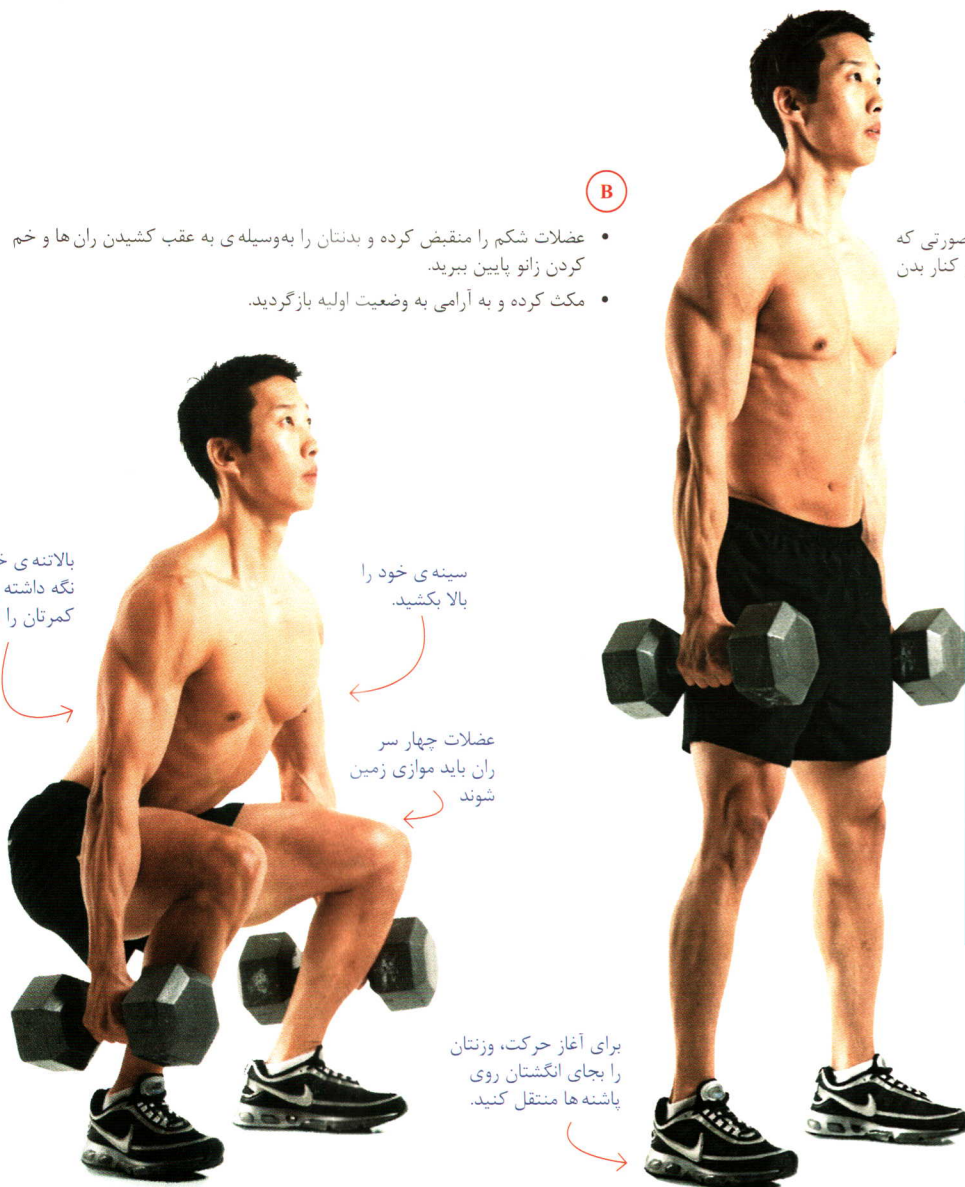 صورتی که
کنار بدن
B
• عضلات شکم را منقبض کرده و بدنتان را به‌وسیله‌ی به عقب کشیدن ران ها و خم
کردن زانو پایین ببرید.
• مکث کرده و به آرامی به وضعیت اولیه بازگردید.
سینه‌ی خود را
بالا بکشید.
بالاتنه‌ی
نگه داشته
کمرتان را
عضلات چهار سر
ران باید موازی زمین
شوند
برای آغاز حرکت، وزنتان
را بجای انگشتان روی
پاشنه ها منتقل کنید.